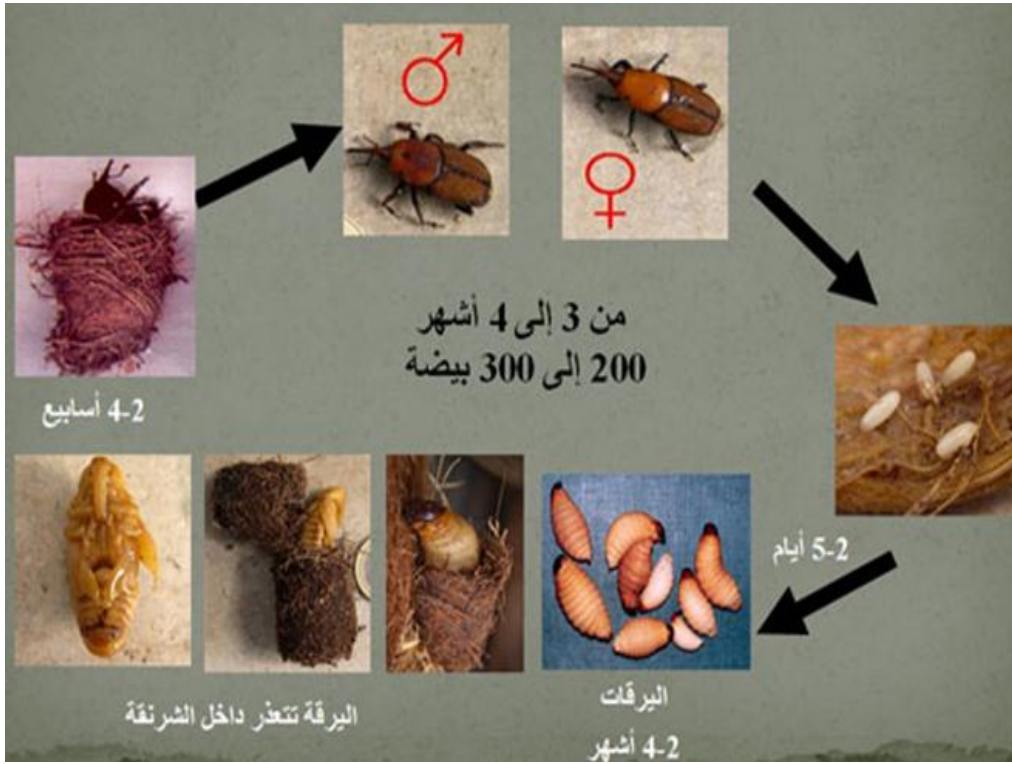 من 3 إلى 4 أشهر
200 إلى 300 بيضة
2-4 أسابيع
2-5 أيام
اليرقات
2-4 أشهر
اليرقة تتعذر داخل الشرنقة